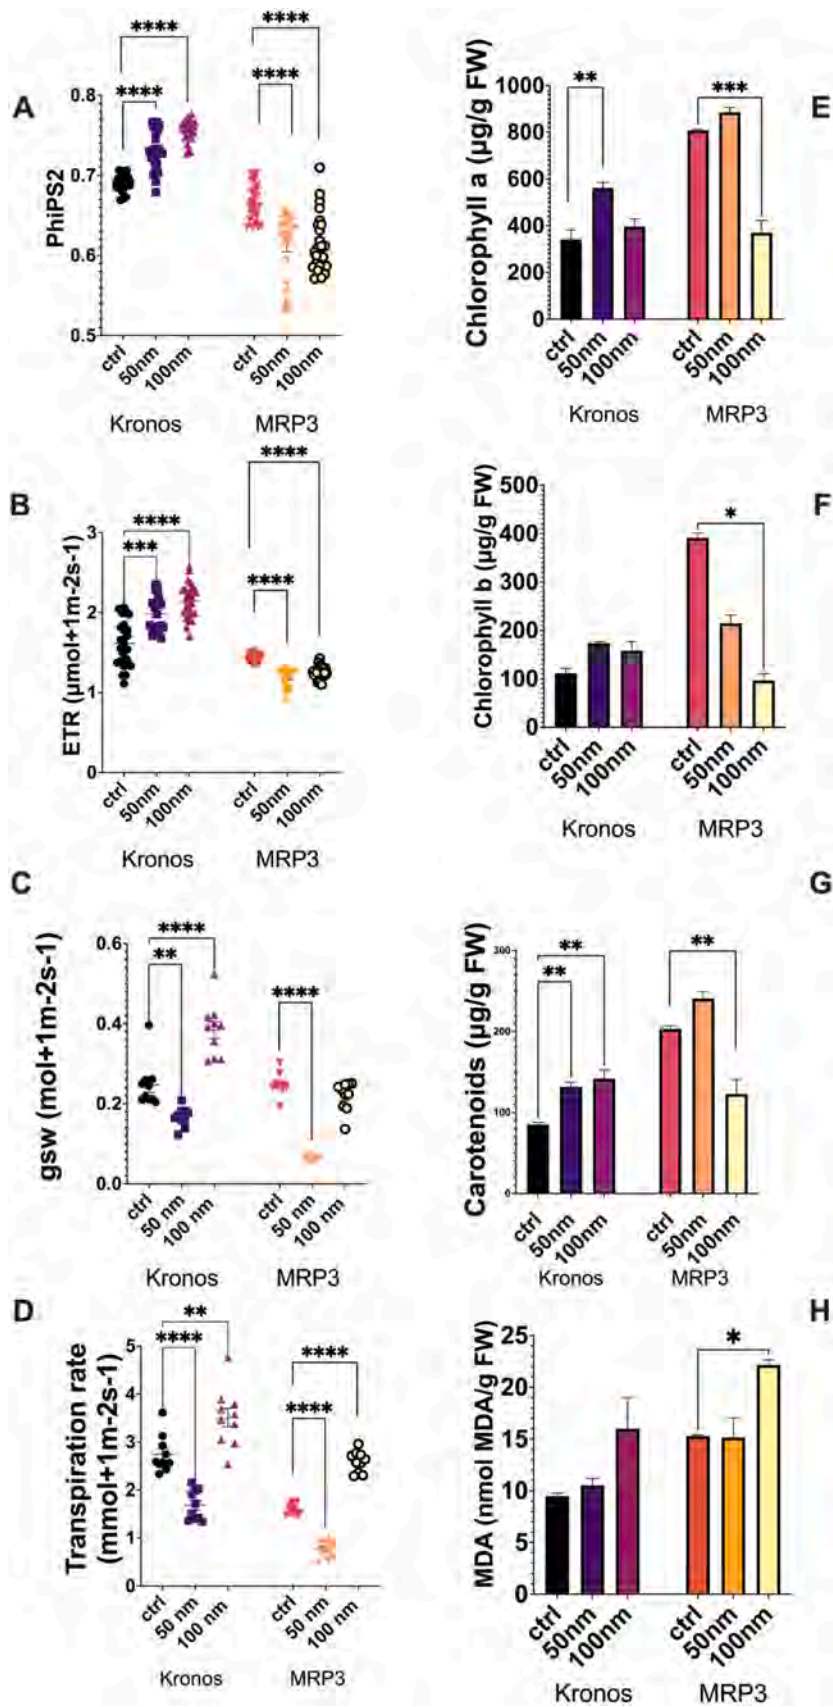 A
PhiPS2
**** ****
**** ****
0.8
0.7
0.6
0.5
ctrl 50nm 100nm ctrl 50nm 100nm
Kronos MRP3
B
ETR (µmol+1m-2s-1)
****
**** ***
****
3
2
1
0
ctrl 50nm 100nm ctrl 50nm 100nm
Kronos MRP3
C
gsw (mol+1m-2s-1)
****
** ****
0.6
0.4
0.2
0.0
ctrl 50 nm 100 nm ctrl 50 nm 100 nm
Kronos MRP3
D
Transpiration rate
(mmol+1m-2s-1)
**
**** ****
****
5
4
3
2
1
0
ctrl 50 nm 100 nm ctrl 50 nm 100 nm
Kronos MRP3
E
Chlorophyll a (µg/g FW)
** ***
1000
800
600
400
200
0
ctrl 50nm 100nm ctrl 50nm 100nm
Kronos MRP3
F
Chlorophyll b (µg/g FW)
*
500
400
300
200
100
0
ctrl 50nm 100nm ctrl 50nm 100nm
Kronos MRP3
G
Carotenoids (µg/g FW)
** **
**
300
200
100
0
ctrl 50nm 100nm ctrl 50nm 100nm
Kronos MRP3
H
MDA (nmol MDA/g FW)
*
25
20
15
10
5
0
ctrl 50nm 100nm ctrl 50nm 100nm
Kronos MRP3